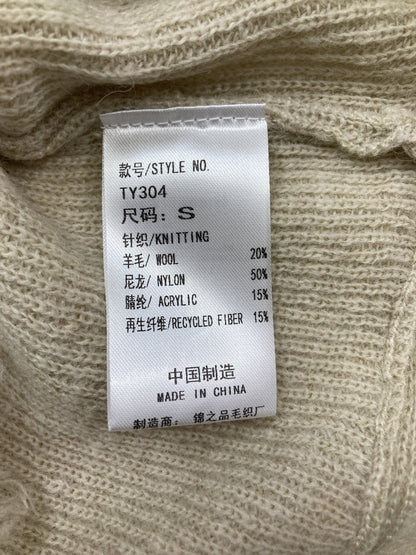 款号/STYLE NO.
TY304
尺码: S
针织/KNITTING
羊毛/ WOOL 20%
尼龙/ NYLON 50%
腈纶/ ACRYLIC 15%
再生纤维/RECYCLED FIBER 15%
中国制造
MADE IN CHINA
制造商: 锦之品毛织厂